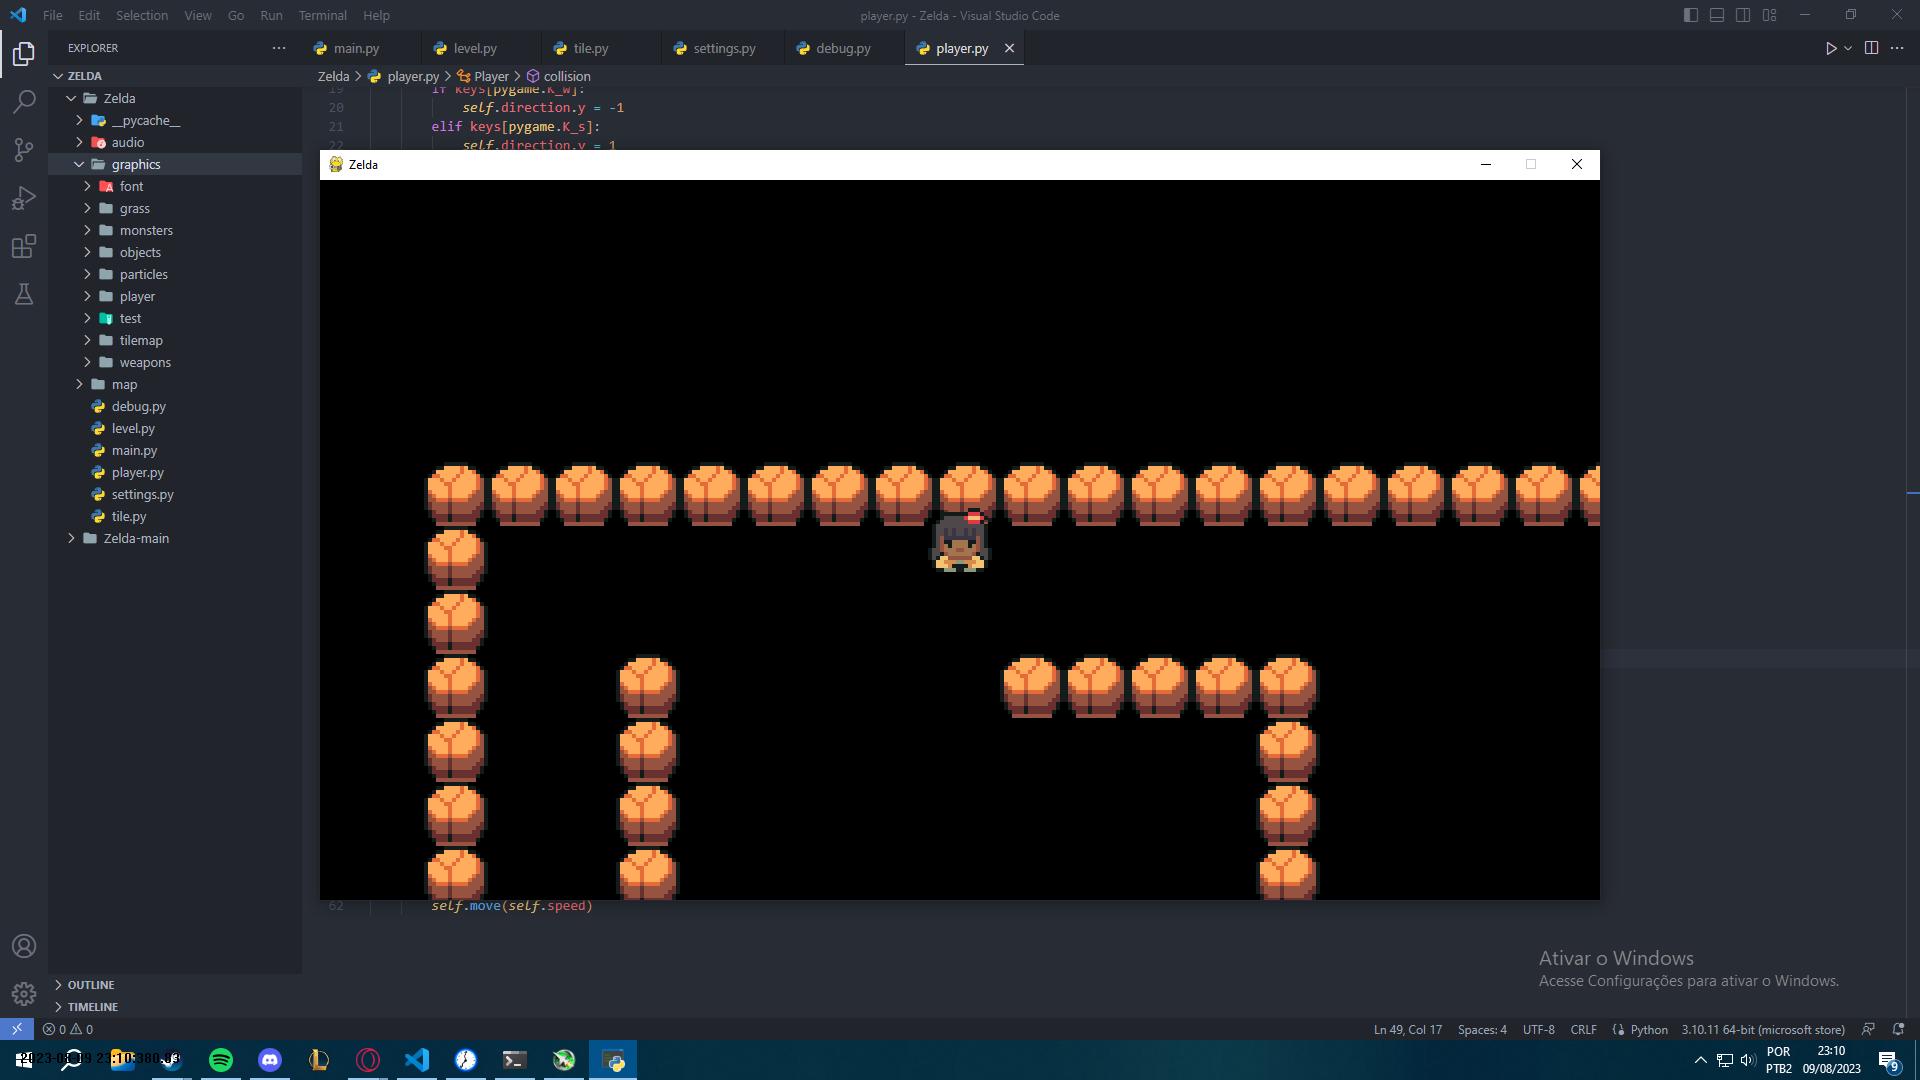 File Edit Selection View Go Run Terminal Help
player.py - Zelda - Visual Studio Code
EXPLORER
main.py level.py tile.py settings.py debug.py player.py
ZELDA
Zelda > player.py > Player > collision
Zelda
__pycache__
audio
graphics
font
grass
monsters
objects
particles
player
test
tilemap
weapons
map
debug.py
level.py
main.py
player.py
settings.py
tile.py
Zelda-main
OUTLINE
TIMELINE
19 if keys[pygame.K_w]:
20 self.direction.y = -1
21 elif keys[pygame.K_s]:
22 self.direction.y = 1
Zelda
62 self.move(self.speed)
Ativar o Windows
Acesse Configurações para ativar o Windows.
0 0
Ln 49, Col 17 Spaces: 4 UTF-8 CRLF Python 3.10.11 64-bit (microsoft store)
POR
PTB2
23:10
09/08/2023
9